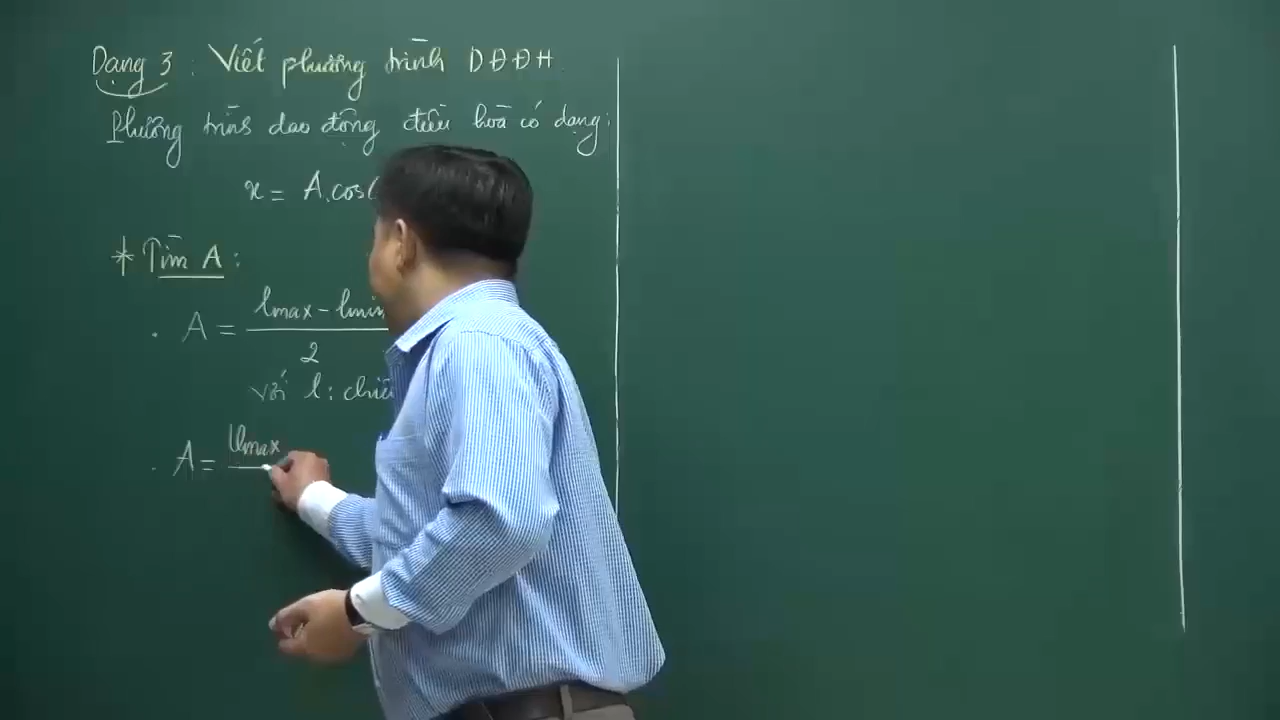 Dạng 3 : Viết phương trình DĐĐH.
Phương trình dao động điều hoà có dạng:
x = A.cos(
* Tìm A :
. A = lmax - lmin
2
với l : chiề
. A = vmax